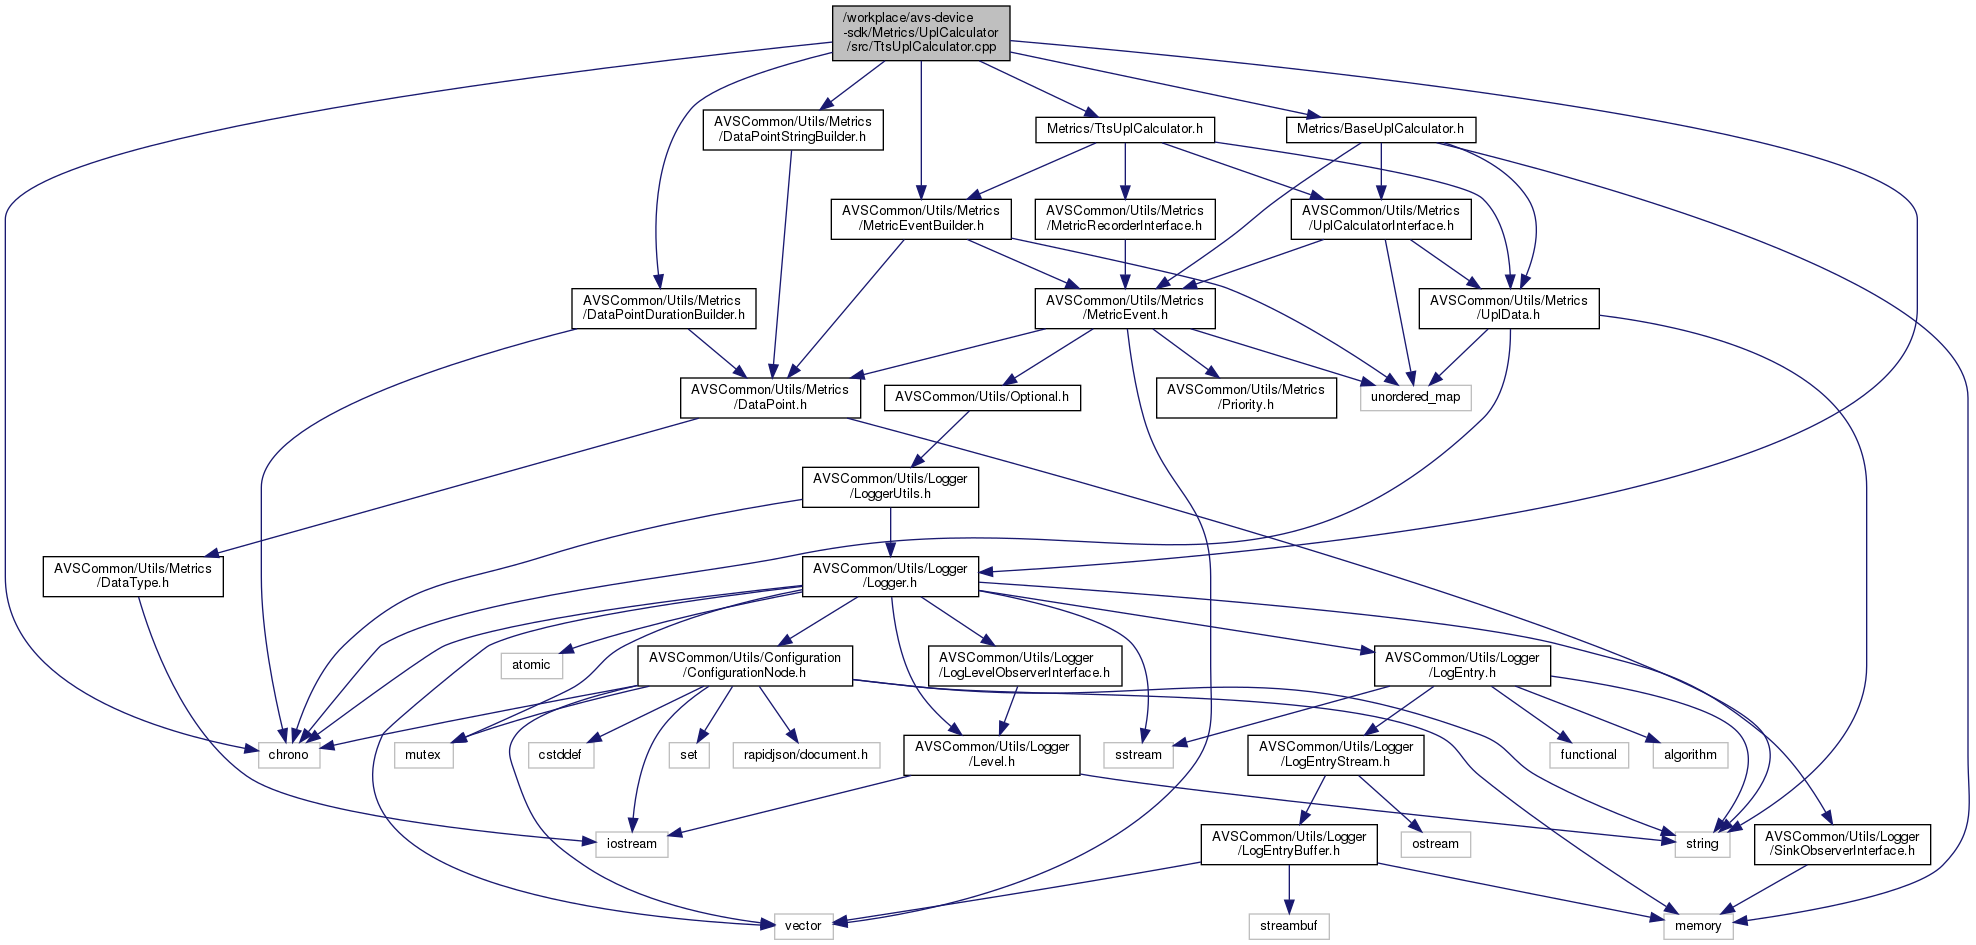 /workplace/avs-device
-sdk/Metrics/UplCalculator
/src/TtsUplCalculator.cpp
AVSCommon/Utils/Metrics
/DataPointStringBuilder.h
Metrics/TtsUplCalculator.h
Metrics/BaseUplCalculator.h
AVSCommon/Utils/Metrics
/MetricEventBuilder.h
AVSCommon/Utils/Metrics
/MetricRecorderInterface.h
AVSCommon/Utils/Metrics
/UplCalculatorInterface.h
AVSCommon/Utils/Metrics
/DataPointDurationBuilder.h
AVSCommon/Utils/Metrics
/MetricEvent.h
AVSCommon/Utils/Metrics
/UplData.h
AVSCommon/Utils/Metrics
/DataPoint.h
AVSCommon/Utils/Optional.h
AVSCommon/Utils/Metrics
/Priority.h
unordered_map
AVSCommon/Utils/Logger
/LoggerUtils.h
AVSCommon/Utils/Metrics
/DataType.h
AVSCommon/Utils/Logger
/Logger.h
atomic
AVSCommon/Utils/Configuration
/ConfigurationNode.h
AVSCommon/Utils/Logger
/LogLevelObserverInterface.h
AVSCommon/Utils/Logger
/LogEntry.h
chrono
mutex
cstddef
set
rapidjson/document.h
AVSCommon/Utils/Logger
/Level.h
sstream
AVSCommon/Utils/Logger
/LogEntryStream.h
functional
algorithm
iostream
AVSCommon/Utils/Logger
/LogEntryBuffer.h
ostream
string
AVSCommon/Utils/Logger
/SinkObserverInterface.h
vector
streambuf
memory